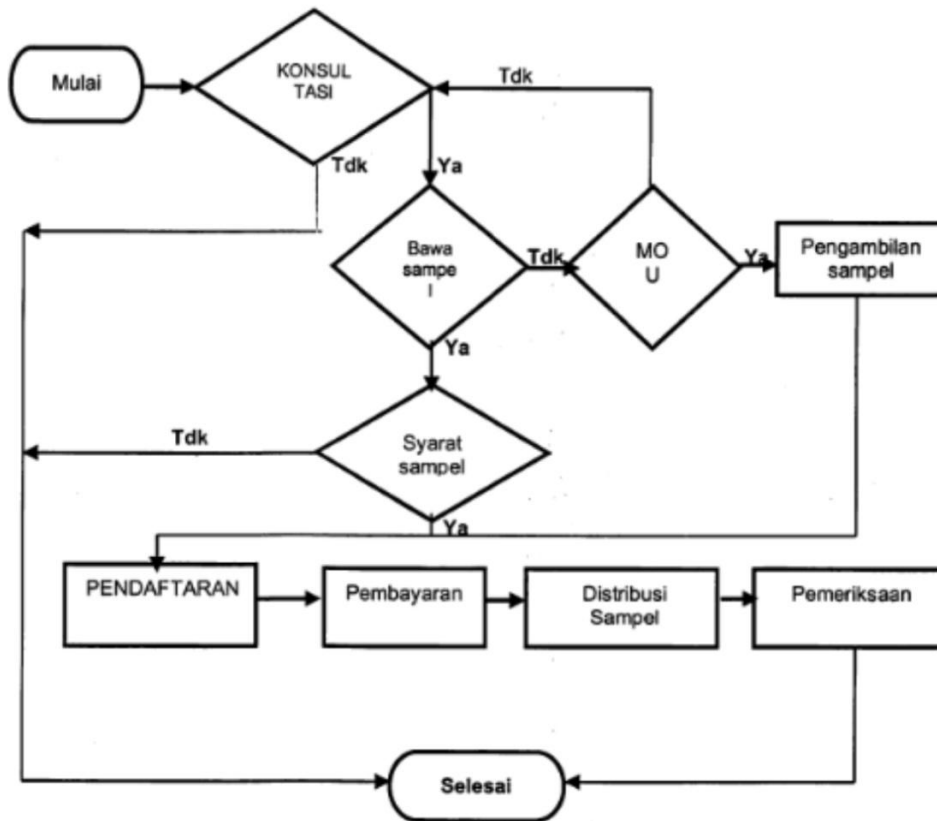 Mulai
KONSUL
TASI
Tdk
Tdk
Ya
Bawa
sampe
l
Tdk
MO
U
Ya
Pengambilan
sampel
Ya
Syarat
sampel
Tdk
Ya
PENDAFTARAN
Pembayaran
Distribusi
Sampel
Pemeriksaan
Selesai